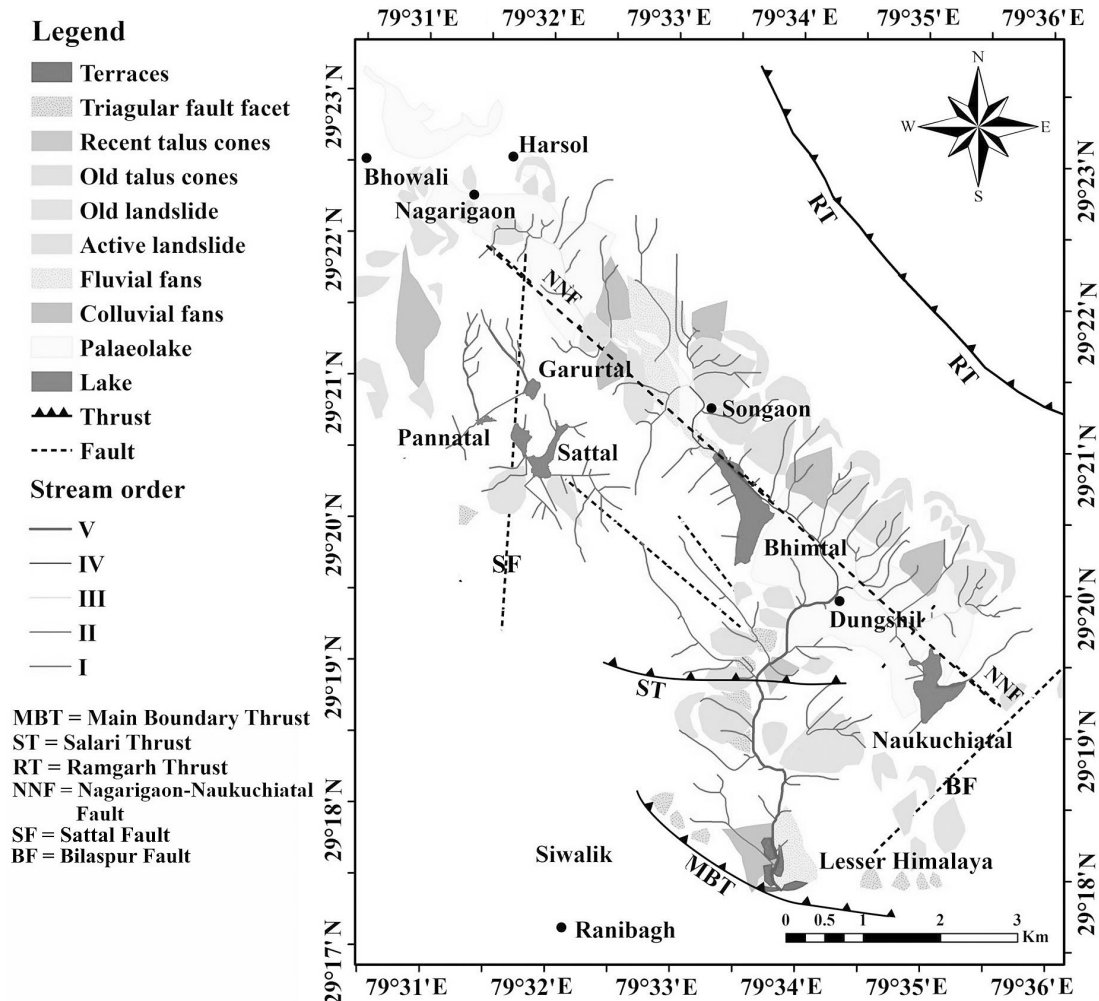 79°31'E 79°32'E 79°33'E 79°34'E 79°35'E 79°36'E
Legend
Terraces
Triagular fault facet
Recent talus cones
Old talus cones
Old landslide
Active landslide
Fluvial fans
Colluvial fans
Palaeolake
Lake
Thrust
Fault
Stream order
V
IV
III
II
I
MBT = Main Boundary Thrust
ST = Salari Thrust
RT = Ramgarh Thrust
NNF = Nagarigaon-Naukuchiatal
Fault
SF = Sattal Fault
BF = Bilaspur Fault
29°23'N
29°22'N
29°21'N
29°20'N
29°19'N
29°18'N
29°17'N
N
W E
S
Harsol
Bhowali
Nagarigaon
RT
NNF
RT
Garurtal
Songaon
Pannatal
Sattal
Bhimtal
SF
Dungshil
ST
NNF
Naukuchiatal
BF
Siwalik
MBT
Lesser Himalaya
Ranibagh
0 0.5 1 2 3
Km
29°23'N
29°22'N
29°21'N
29°20'N
29°19'N
29°18'N
79°31'E 79°32'E 79°33'E 79°34'E 79°35'E 79°36'E